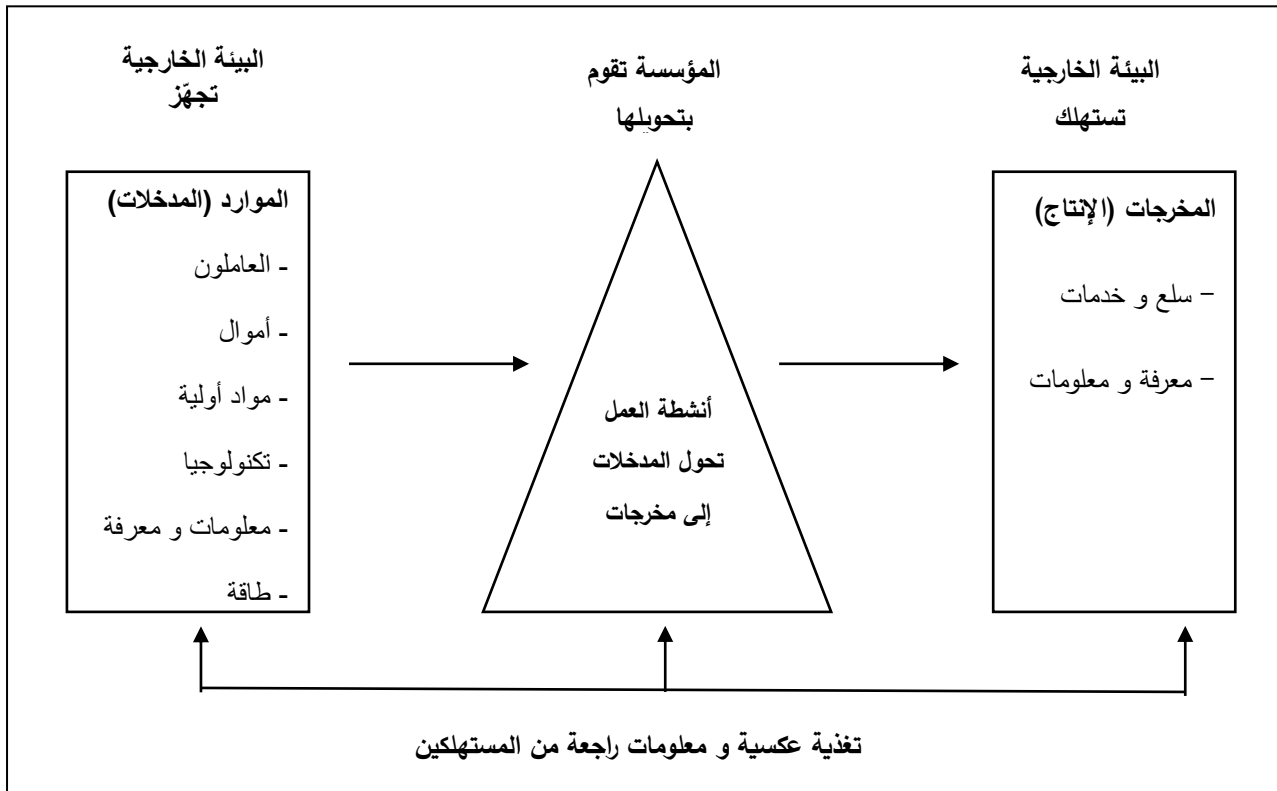 البيئة الخارجية
تجهّز
الموارد (المدخلات)
- العاملون
- أموال
- مواد أولية
- تكنولوجيا
- معلومات و معرفة
- طاقة
المؤسسة تقوم
بتحويلها
أنشطة العمل
تحول المدخلات
إلى مخرجات
البيئة الخارجية
تستهلك
المخرجات (الإنتاج)
– سلع و خدمات
– معرفة و معلومات
تغذية عكسية و معلومات راجعة من المستهلكين